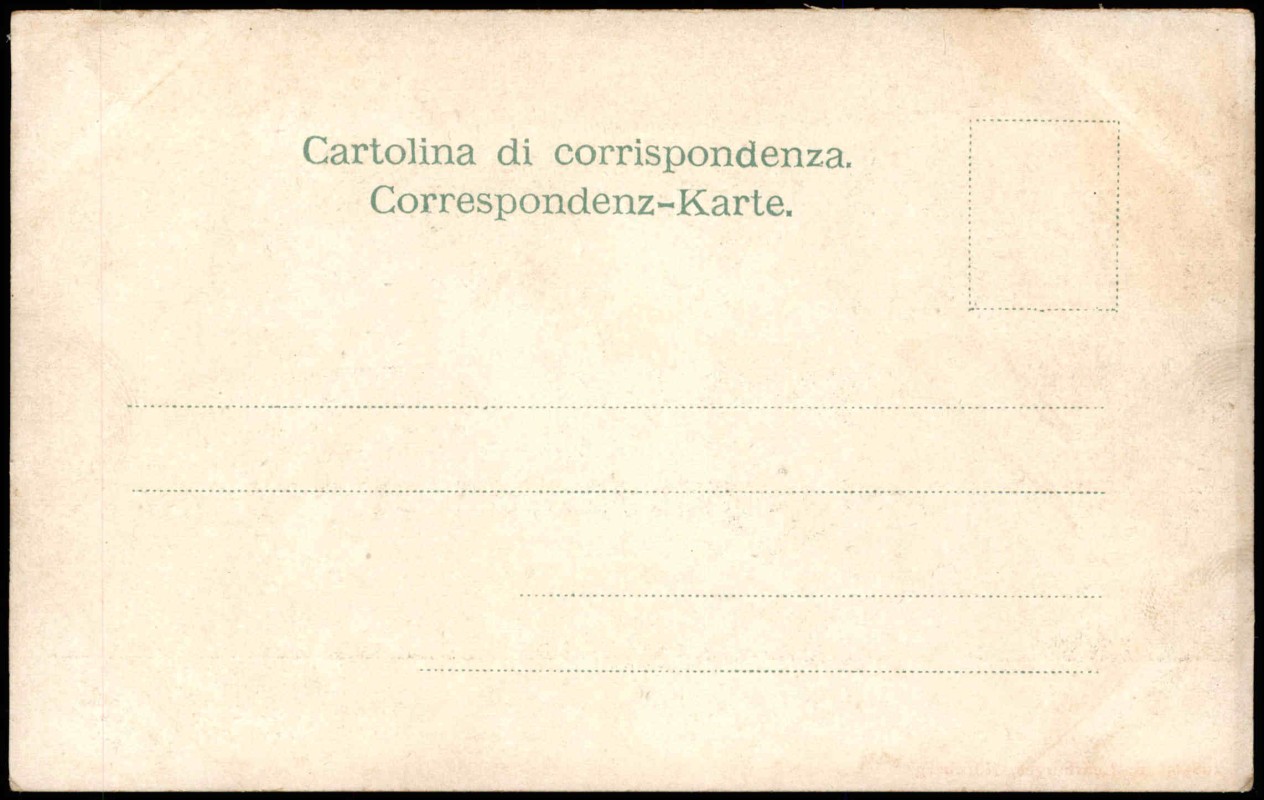 Cartolina di corrispondenza.
Correspondenz-Karte.